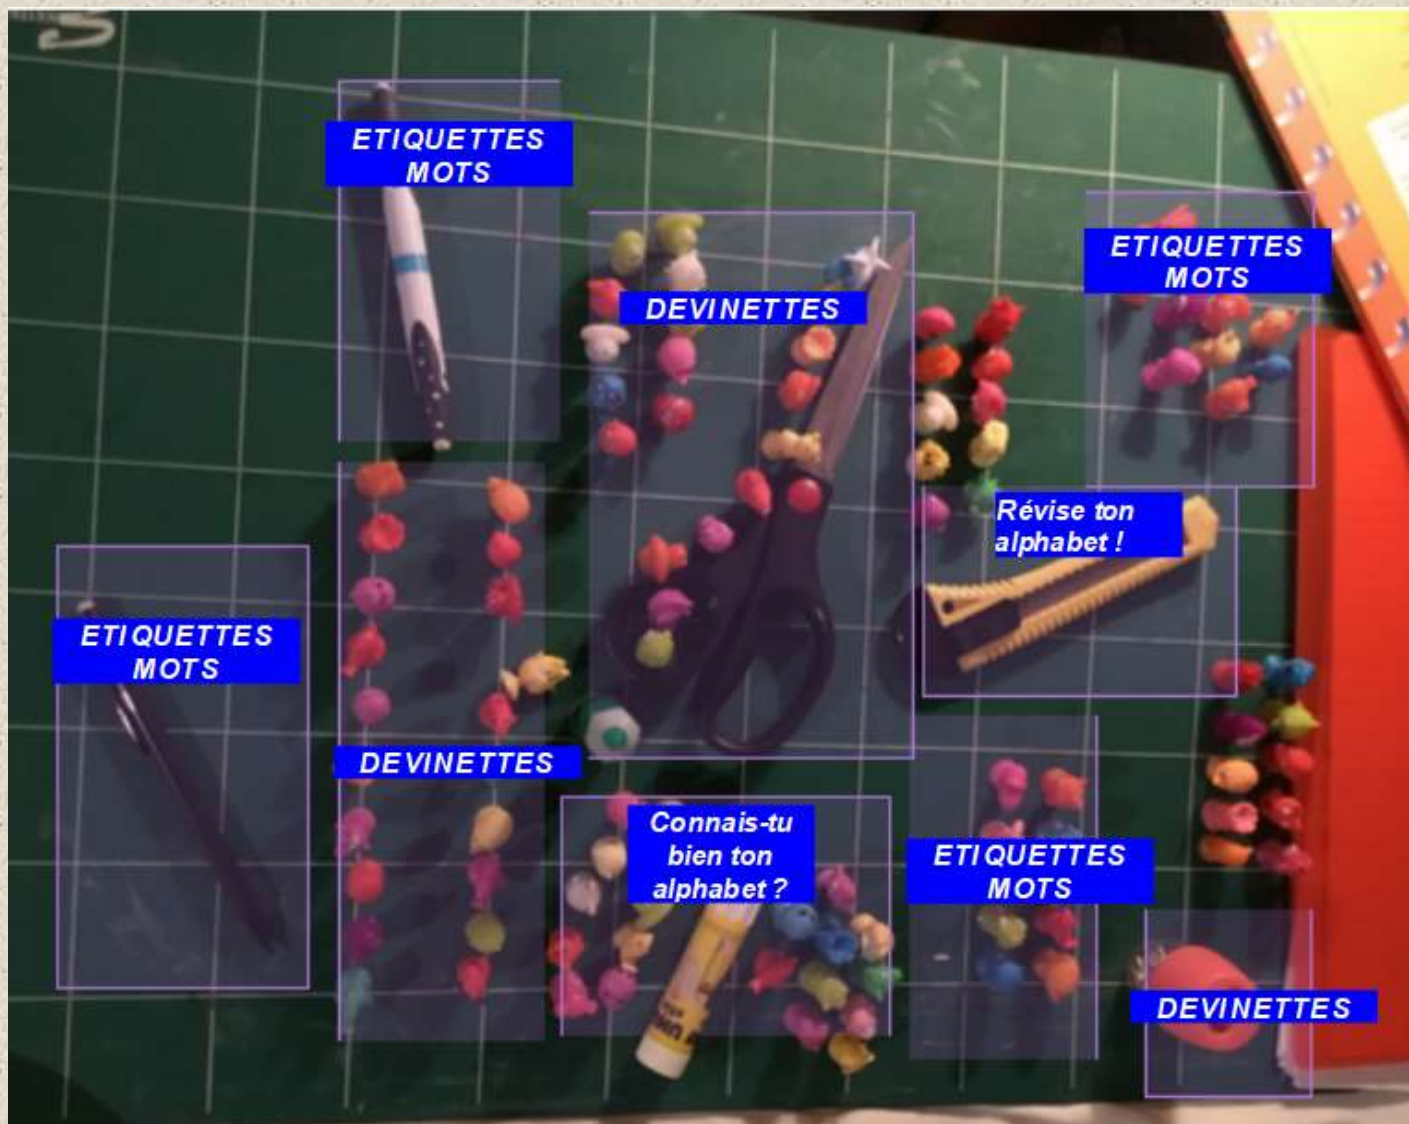 ETIQUETTES
MOTS
ETIQUETTES
MOTS
DEVINETTES
Révise ton
alphabet !
ETIQUETTES
MOTS
DEVINETTES
Connais-tu
bien ton
alphabet ?
ETIQUETTES
MOTS
DEVINETTES